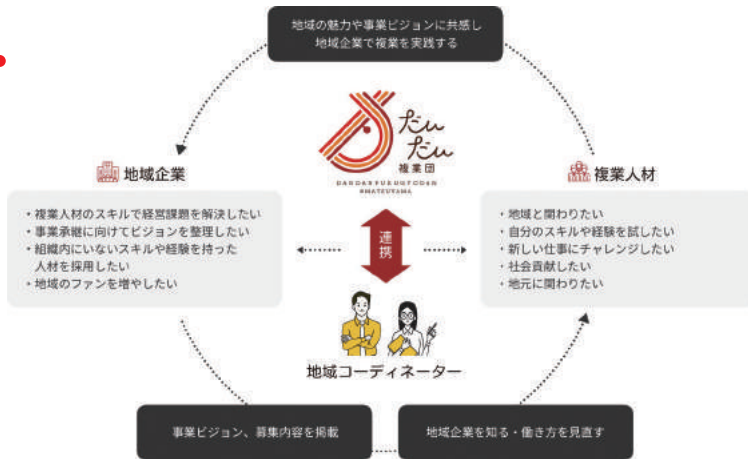 地域の魅力や事業ビジョンに共感し
地域企業で複業を実践する
だん
だん
複業団
DANDAN FUKUGYODAN
@MATSUYAMA
地域企業
・複業人材のスキルで経営課題を解決したい
・事業承継に向けてビジョンを整理したい
・組織内にいないスキルや経験を持った
人材を採用したい
・地域のファンを増やしたい
複業人材
・地域と関わりたい
・自分のスキルや経験を試したい
・新しい仕事にチャレンジしたい
・社会貢献したい
・地元に関わりたい
連携
地域コーディネーター
事業ビジョン、募集内容を掲載
地域企業を知る・働き方を見直す